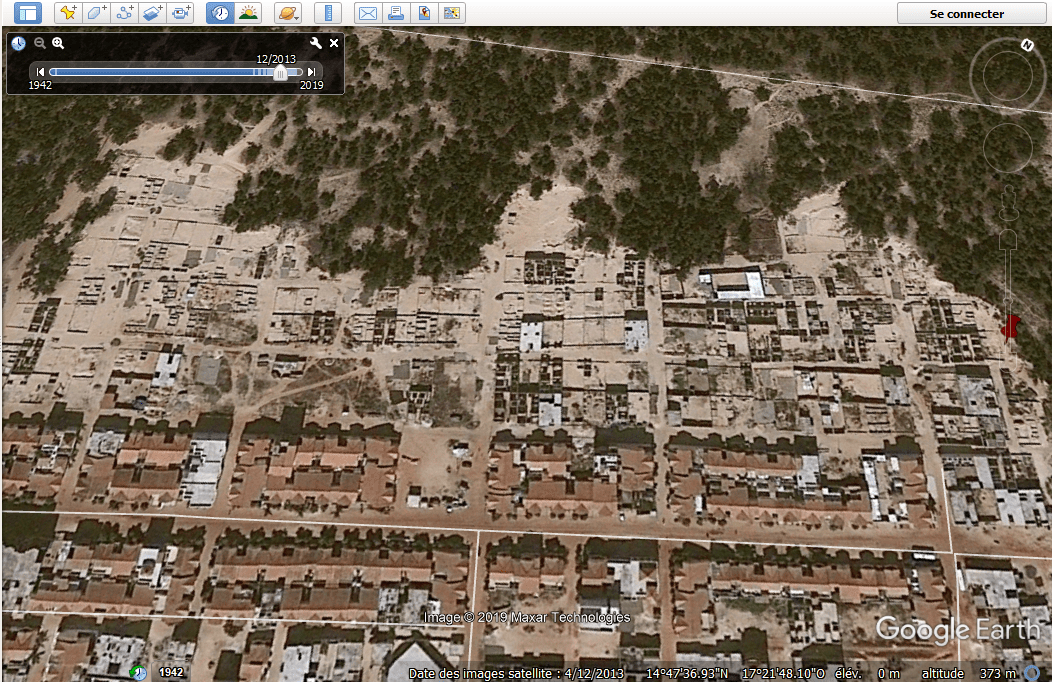 Se connecter
12/2013
1942
2019
N
Image © 2019 Maxar Technologies
Google Earth
1942
Date des images satellite : 4/12/2013 14°47'36.93"N 17°21'48.10"O élév. 0 m altitude 373 m